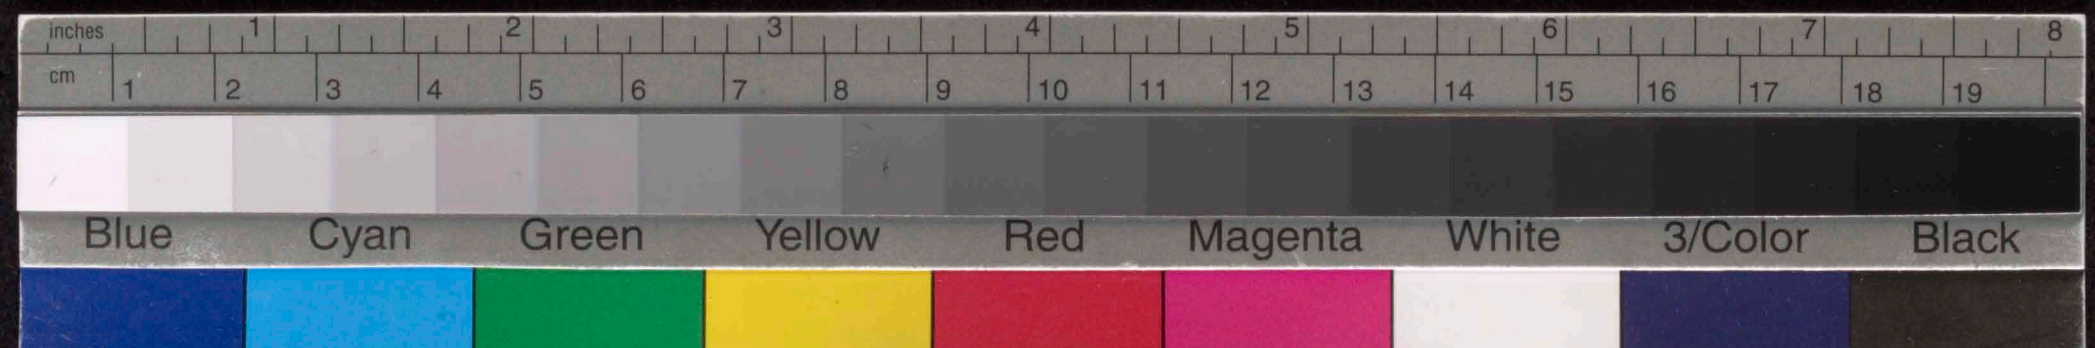 inches 1 2 3 4 5 6 7 8
cm 1 2 3 4 5 6 7 8 9 10 11 12 13 14 15 16 17 18 19
Blue Cyan Green Yellow Red Magenta White 3/Color Black